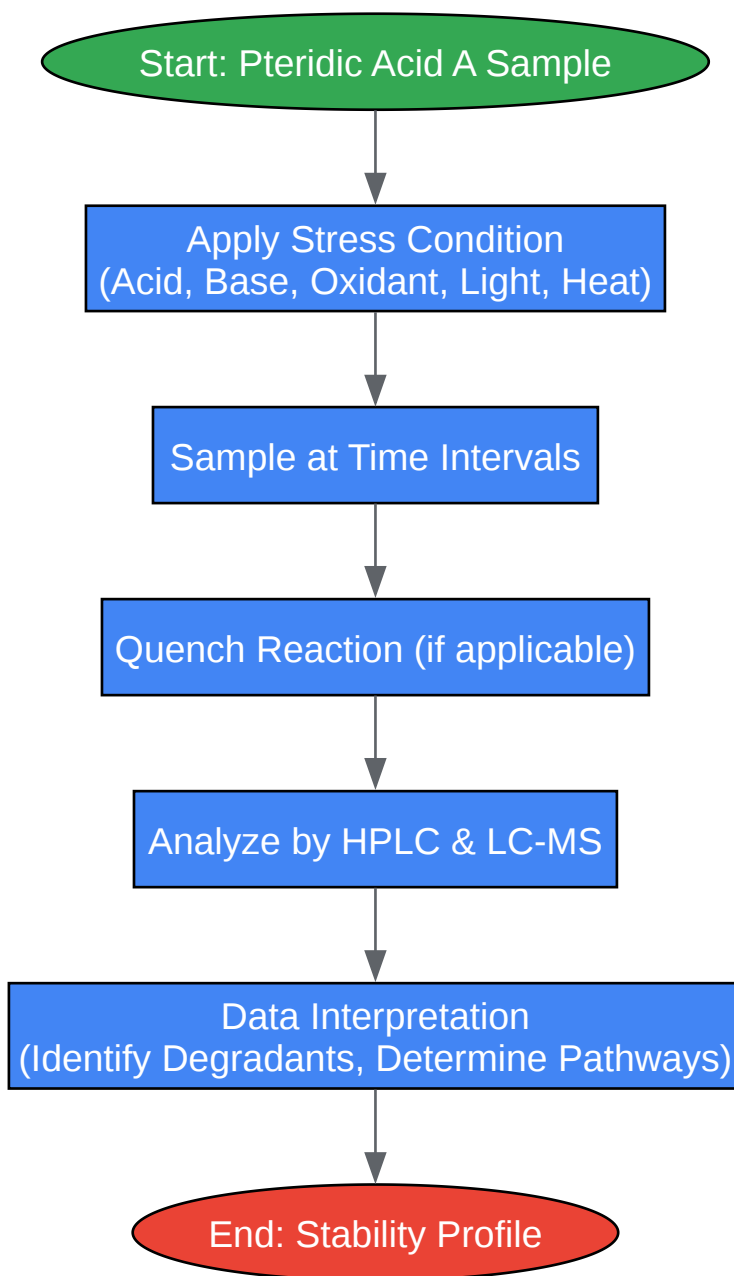 Start: Pteridic Acid A Sample
Apply Stress Condition
(Acid, Base, Oxidant, Light, Heat)
Sample at Time Intervals
Quench Reaction (if applicable)
Analyze by HPLC & LC-MS
Data Interpretation
(Identify Degradants, Determine Pathways)
End: Stability Profile